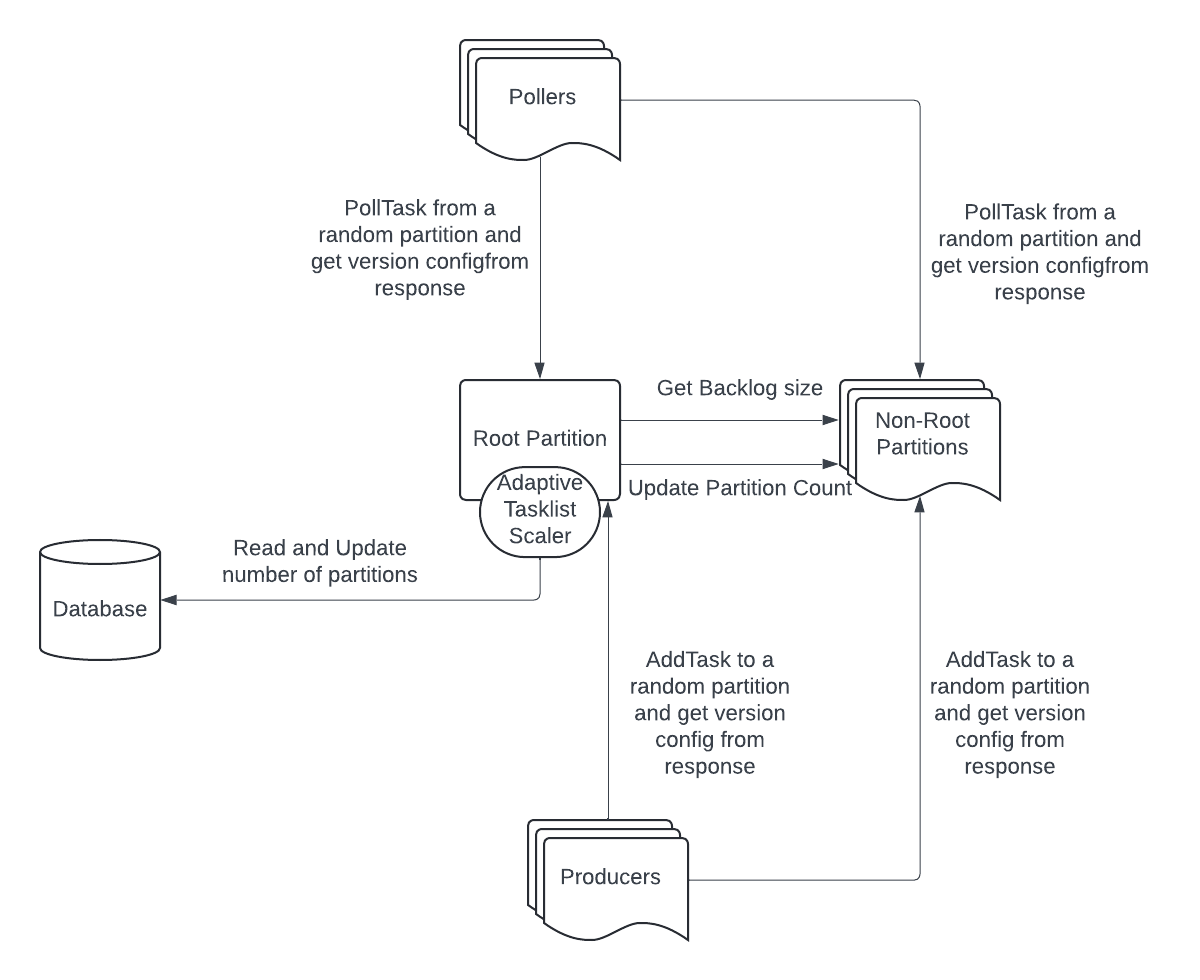 Pollers
PollTask from a
random partition and
get version configfrom
response
PollTask from a
random partition and
get version configfrom
response
Get Backlog size
Root Partition
Non-Root
Partitions
Update Partition Count
Adaptive
Tasklist
Scaler
Read and Update
number of partitions
Database
AddTask to a
random partition
and get version
config from
response
AddTask to a
random partition
and get version
config from
response
Producers